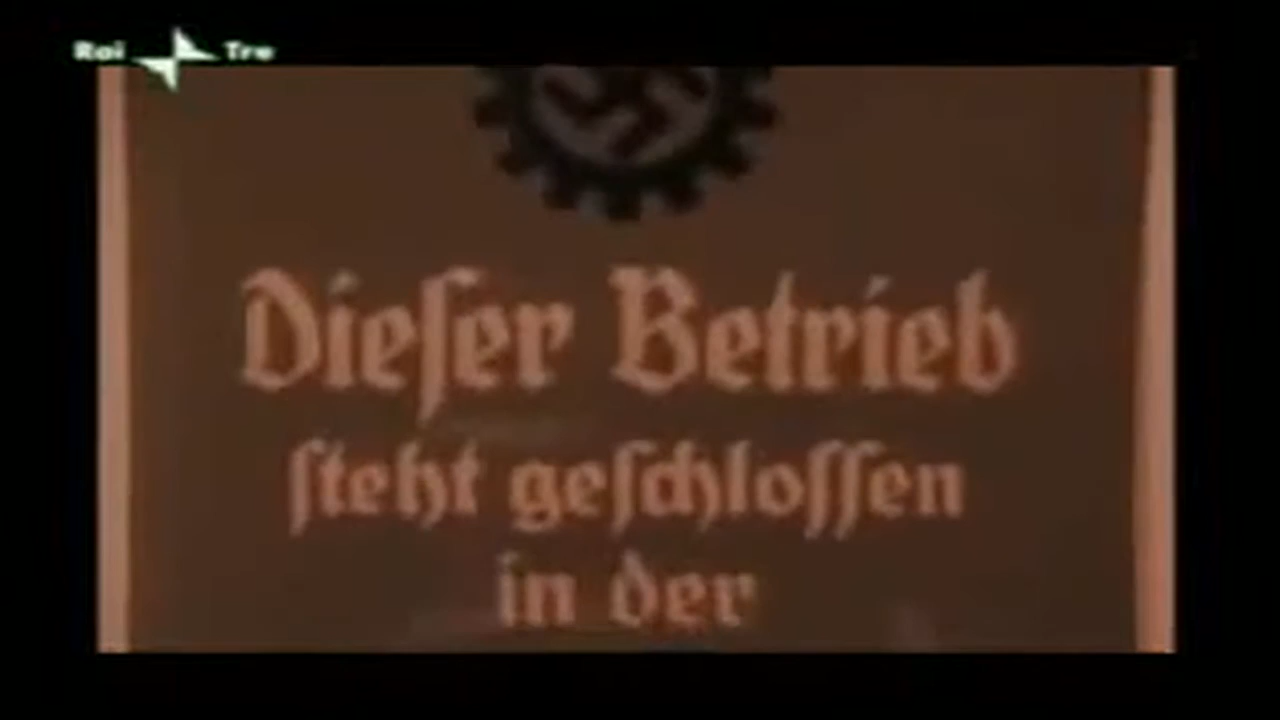 Rai Tre
Dieser Betrieb
steht geschlossen
in der